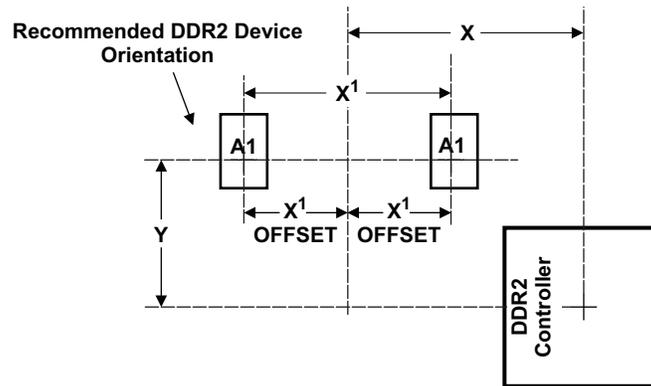 Recommended DDR2 Device
Orientation
X
X¹
A1
A1
X¹
X¹
OFFSET
OFFSET
Y
DDR2
Controller